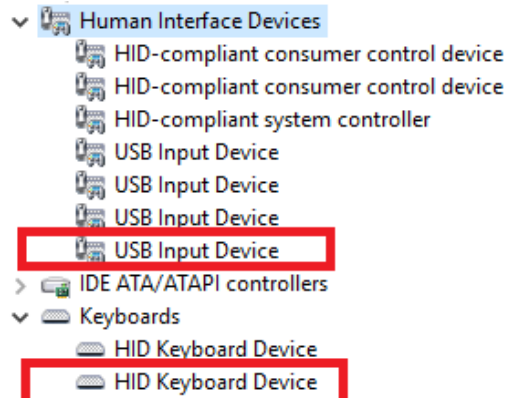 Human Interface Devices
HID-compliant consumer control device
HID-compliant consumer control device
HID-compliant system controller
USB Input Device
USB Input Device
USB Input Device
USB Input Device
IDE ATA/ATAPI controllers
Keyboards
HID Keyboard Device
HID Keyboard Device